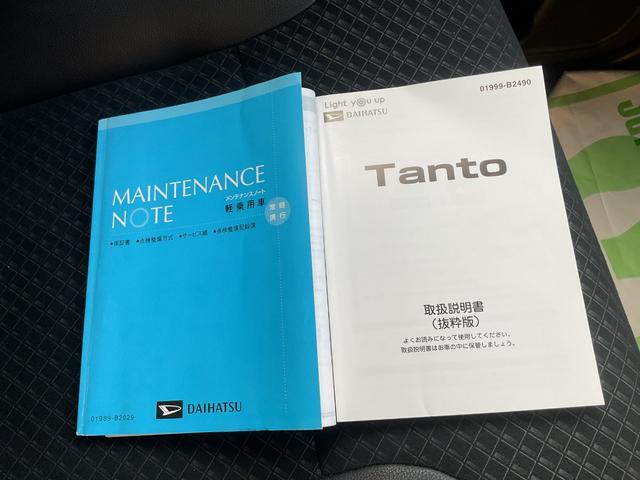 MAINTENANCE
NOTE
メンテナンスノート
軽乗用車
常時
携行
●保証書 ●点検整備方式 ●サービス網 ●点検整備記録簿
01989-B2029
DAIHATSU
Light you up
DAIHATSU
01999-B2490
Tanto
取扱説明書
(抜粋版)
よくお読みになって使用してください。
取扱説明書はお車の中に保管しましょう。